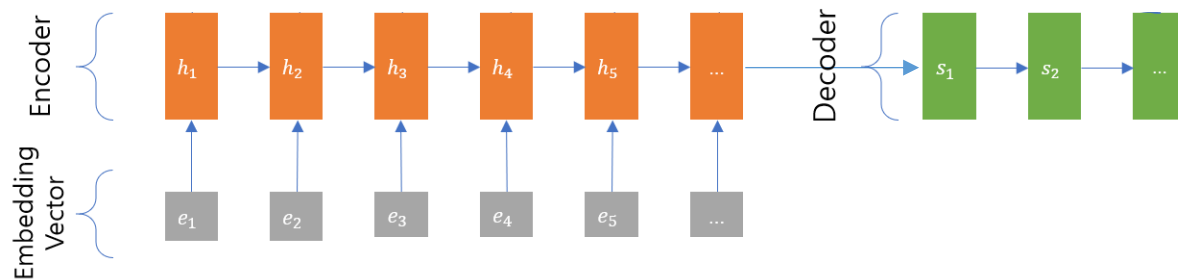 Encoder
h₁ h₂ h₃ h₄ h₅ ...
Decoder
s₁ s₂ ...
Embedding
Vector
e₁ e₂ e₃ e₄ e₅ ...